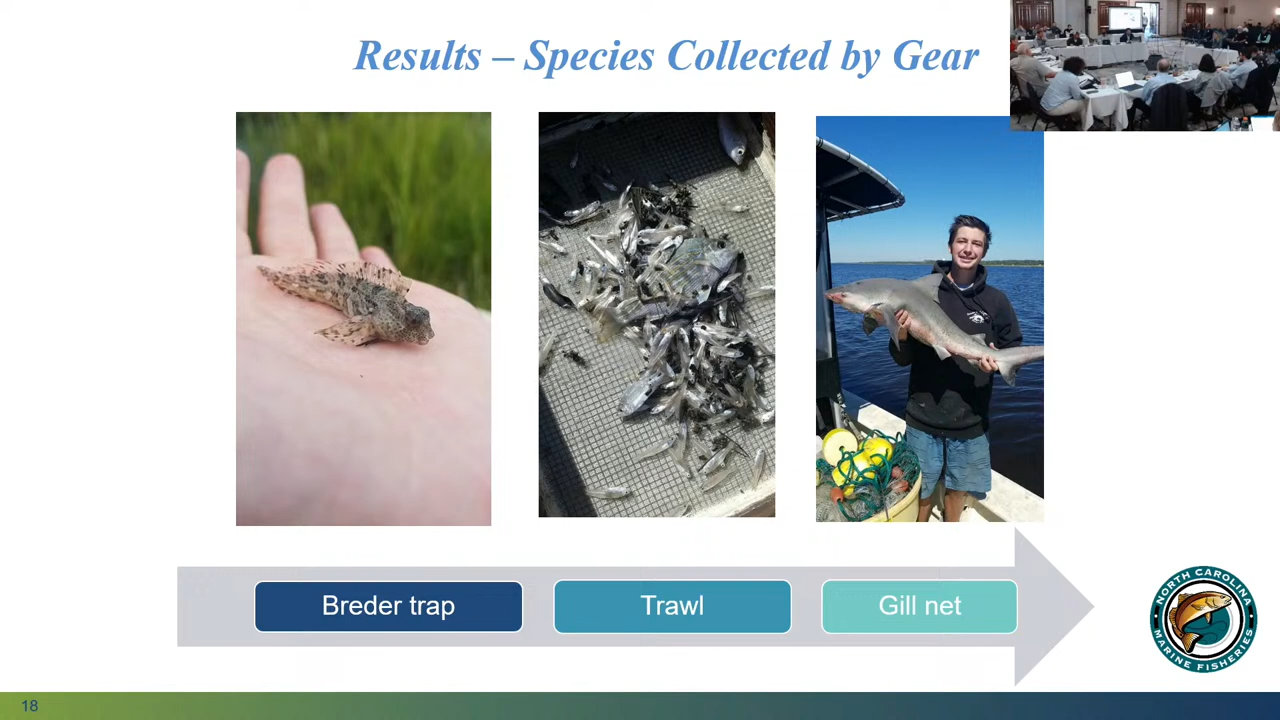 Results – Species Collected by Gear
Breder trap
Trawl
Gill net
NORTH CAROLINA
MARINE FISHERIES
18